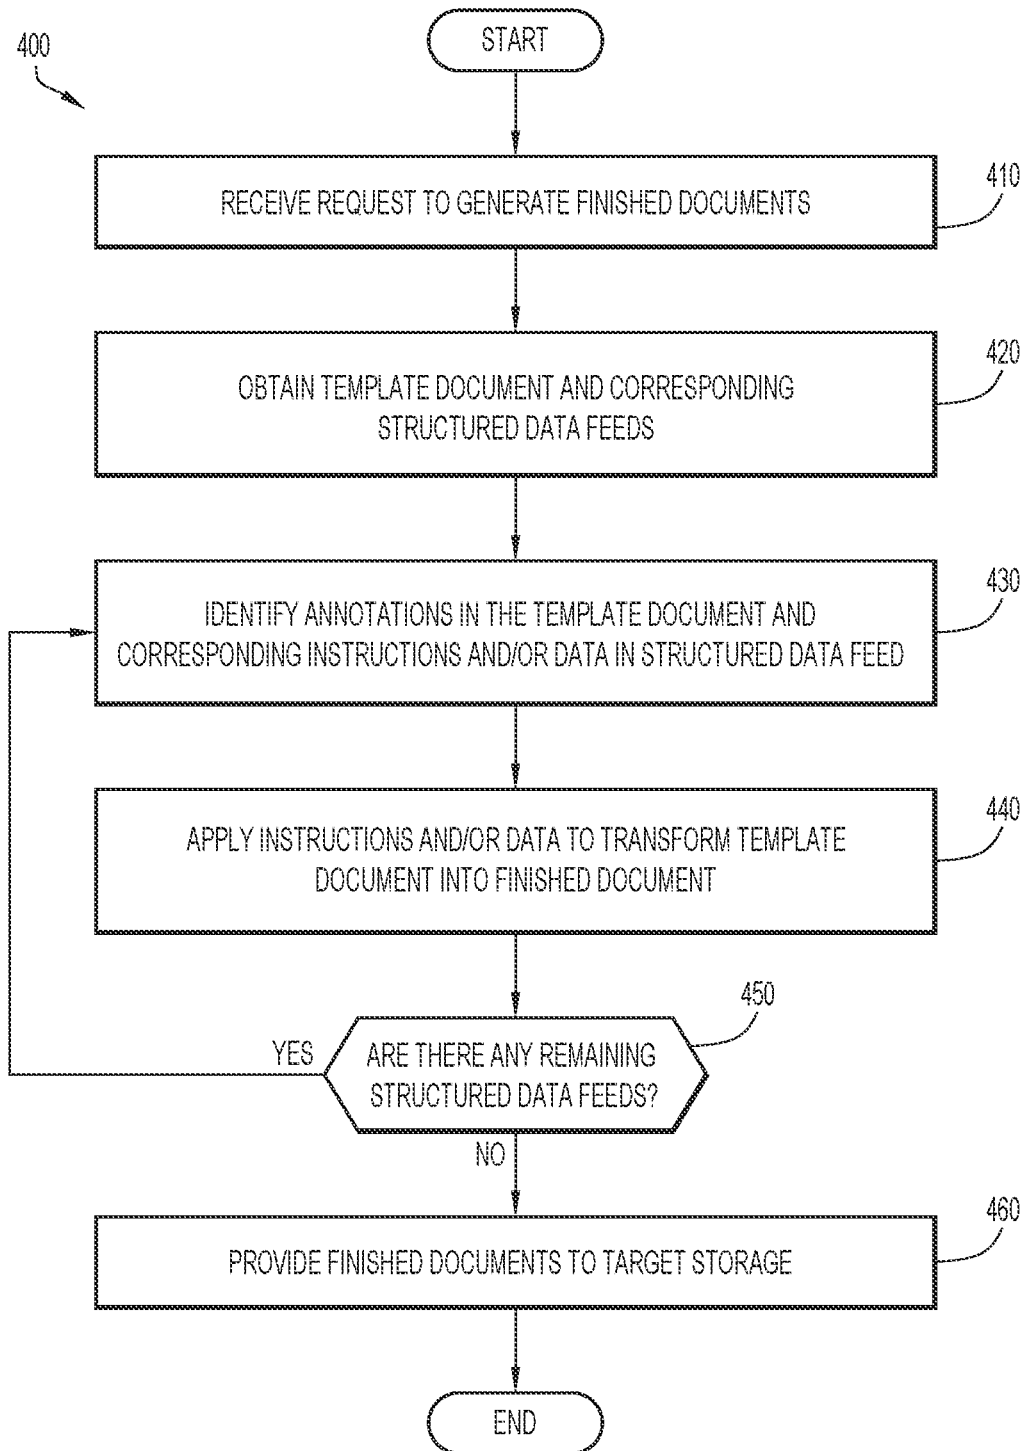 400
START
RECEIVE REQUEST TO GENERATE FINISHED DOCUMENTS
410
OBTAIN TEMPLATE DOCUMENT AND CORRESPONDING
STRUCTURED DATA FEEDS
420
IDENTIFY ANNOTATIONS IN THE TEMPLATE DOCUMENT AND
CORRESPONDING INSTRUCTIONS AND/OR DATA IN STRUCTURED DATA FEED
430
APPLY INSTRUCTIONS AND/OR DATA TO TRANSFORM TEMPLATE
DOCUMENT INTO FINISHED DOCUMENT
440
450
YES
ARE THERE ANY REMAINING
STRUCTURED DATA FEEDS?
NO
PROVIDE FINISHED DOCUMENTS TO TARGET STORAGE
460
END